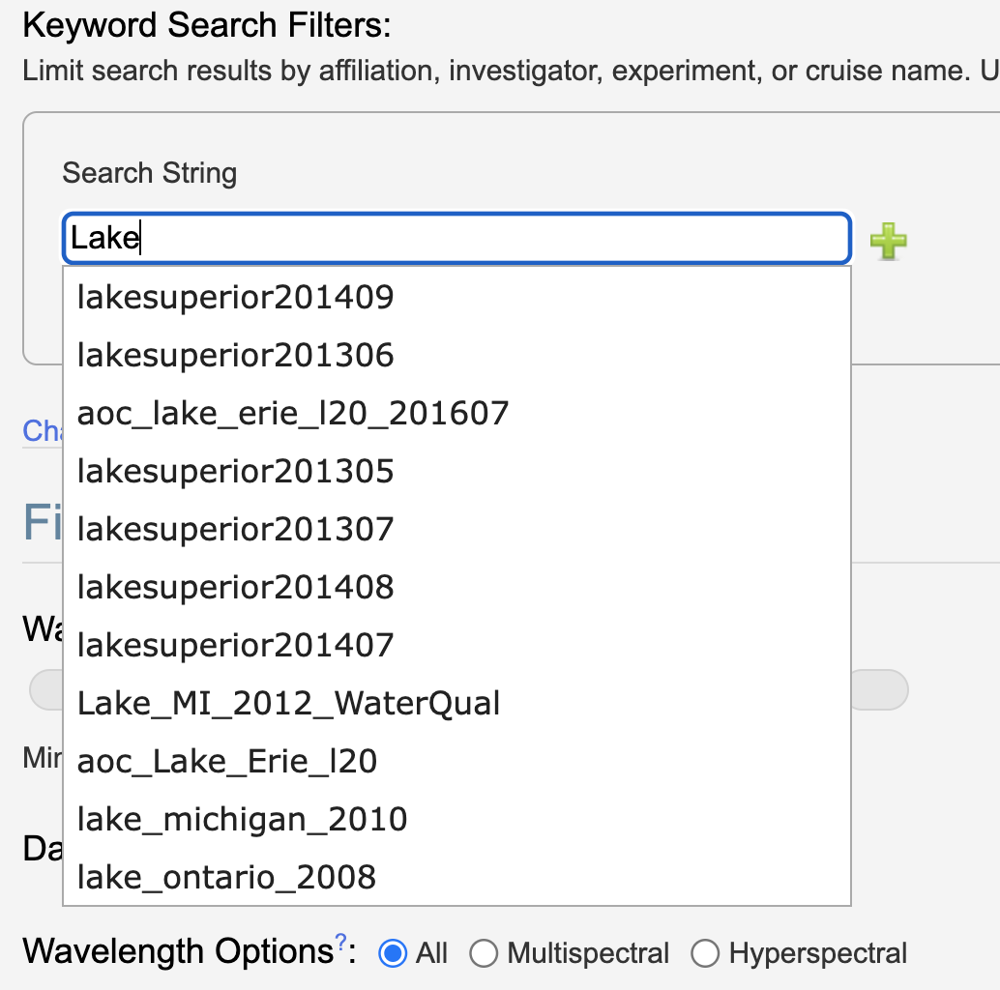 Keyword Search Filters:
Limit search results by affiliation, investigator, experiment, or cruise name. U
Search String
Lake
lakesuperior201409
lakesuperior201306
aoc_lake_erie_l20_201607
Cha
lakesuperior201305
Fi
lakesuperior201307
lakesuperior201408
Wa
lakesuperior201407
Lake_MI_2012_WaterQual
Min
aoc_Lake_Erie_l20
lake_michigan_2010
Da
lake_ontario_2008
Wavelength Options?: All Multispectral Hyperspectral